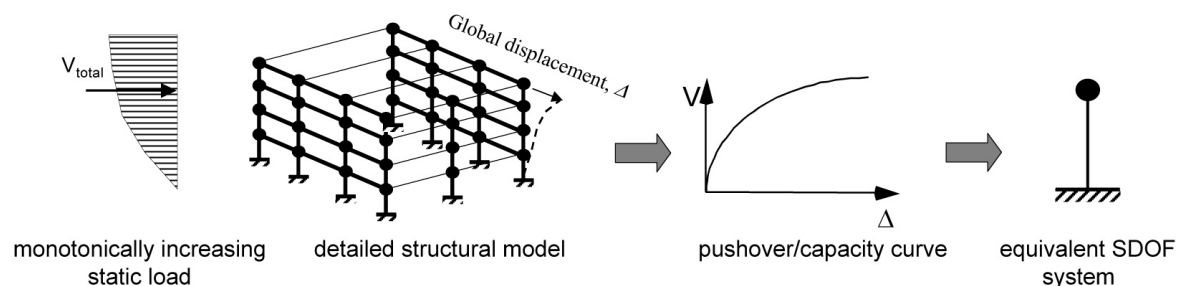 Global displacement, Δ
V_total
V
Δ
monotonically increasing
static load
detailed structural model
pushover/capacity curve
equivalent SDOF
system